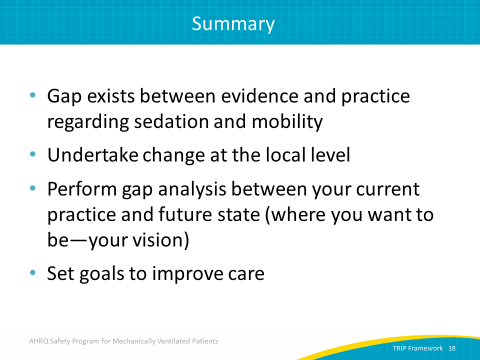 Summary
• Gap exists between evidence and practice
regarding sedation and mobility
• Undertake change at the local level
• Perform gap analysis between your current
practice and future state (where you want to
be—your vision)
• Set goals to improve care
AHRQ Safety Program for Mechanically Ventilated Patients
TRIP Framework 18